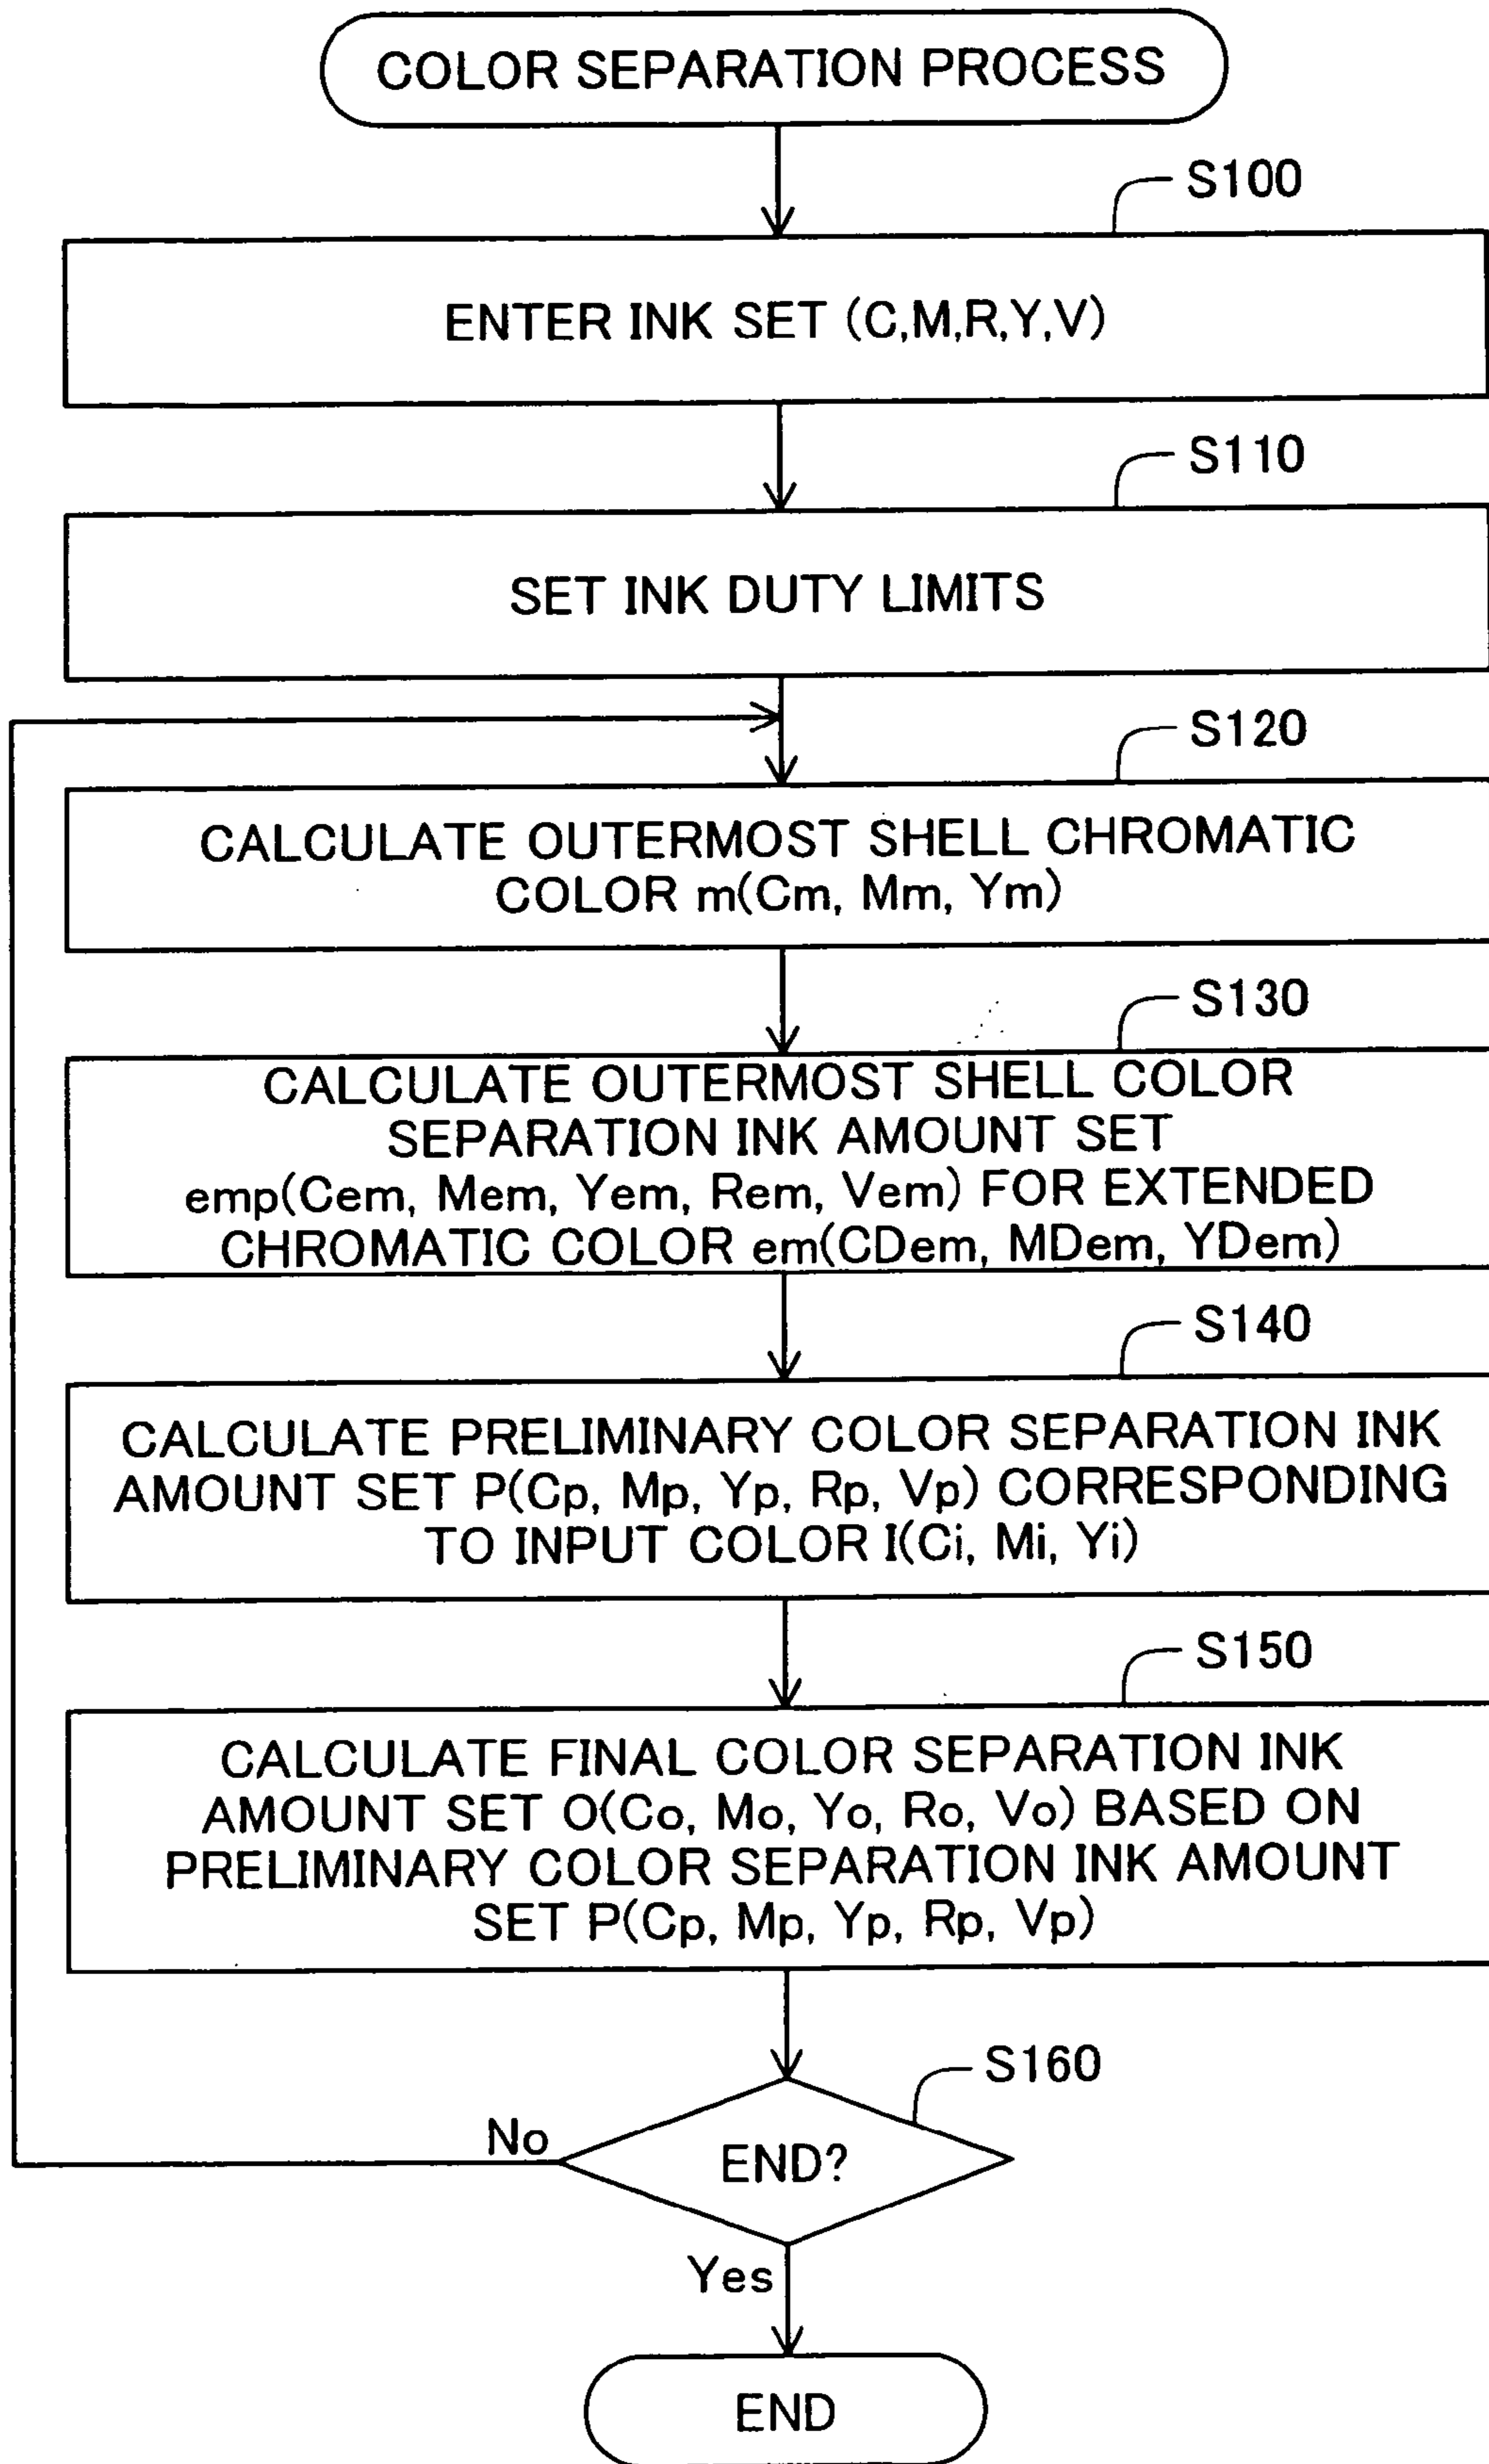 COLOR SEPARATION PROCESS
S100
ENTER INK SET (C,M,R,Y,V)
S110
SET INK DUTY LIMITS
S120
CALCULATE OUTERMOST SHELL CHROMATIC
COLOR m(Cm, Mm, Ym)
S130
CALCULATE OUTERMOST SHELL COLOR
SEPARATION INK AMOUNT SET
emp(Cem, Mem, Yem, Rem, Vem) FOR EXTENDED
CHROMATIC COLOR em(CDem, MDem, YDem)
S140
CALCULATE PRELIMINARY COLOR SEPARATION INK
AMOUNT SET P(Cp, Mp, Yp, Rp, Vp) CORRESPONDING
TO INPUT COLOR I(Ci, Mi, Yi)
S150
CALCULATE FINAL COLOR SEPARATION INK
AMOUNT SET O(Co, Mo, Yo, Ro, Vo) BASED ON
PRELIMINARY COLOR SEPARATION INK AMOUNT
SET P(Cp, Mp, Yp, Rp, Vp)
S160
No
END?
Yes
END